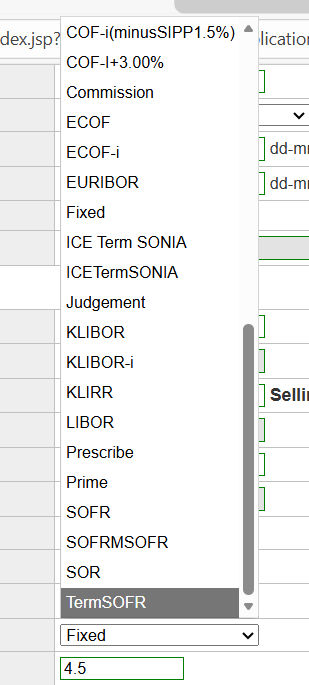 COF-i(minusSIPP1.5%)
dex.jsp?
plication
COF-I+3.00%
Commission
ECOF
ECOF-i
dd-m
EURIBOR
dd-m
Fixed
ICE Term SONIA
ICETermSONIA
Judgement
KLIBOR
KLIBOR-i
KLIRR
Sellin
LIBOR
Prescribe
Prime
SOFR
SOFRMSOFR
SOR
TermSOFR
Fixed
4.5